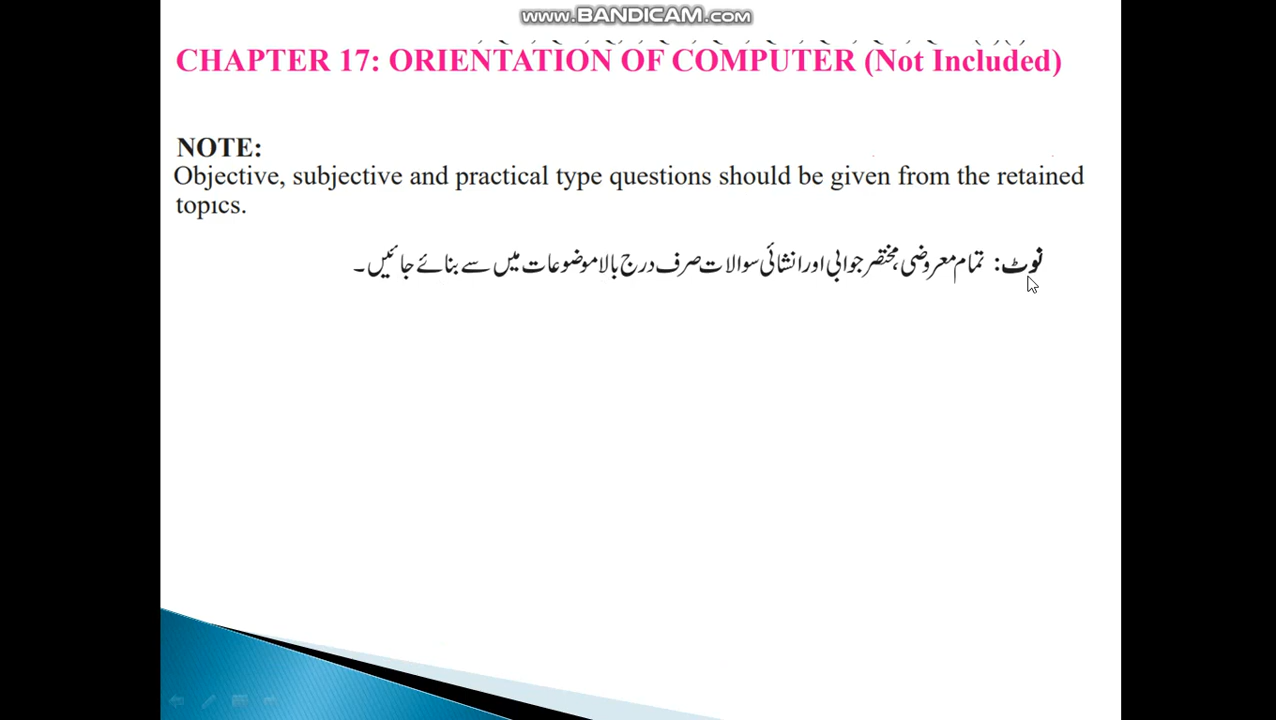 www.BANDICAM.com
CHAPTER 17: ORIENTATION OF COMPUTER (Not Included)
NOTE:
Objective, subjective and practical type questions should be given from the retained
topics.
نوٹ: تمام معروضی، مختصر جوابی اور انشائی سوالات صرف درج بالا موضوعات میں سے بنائے جائیں۔